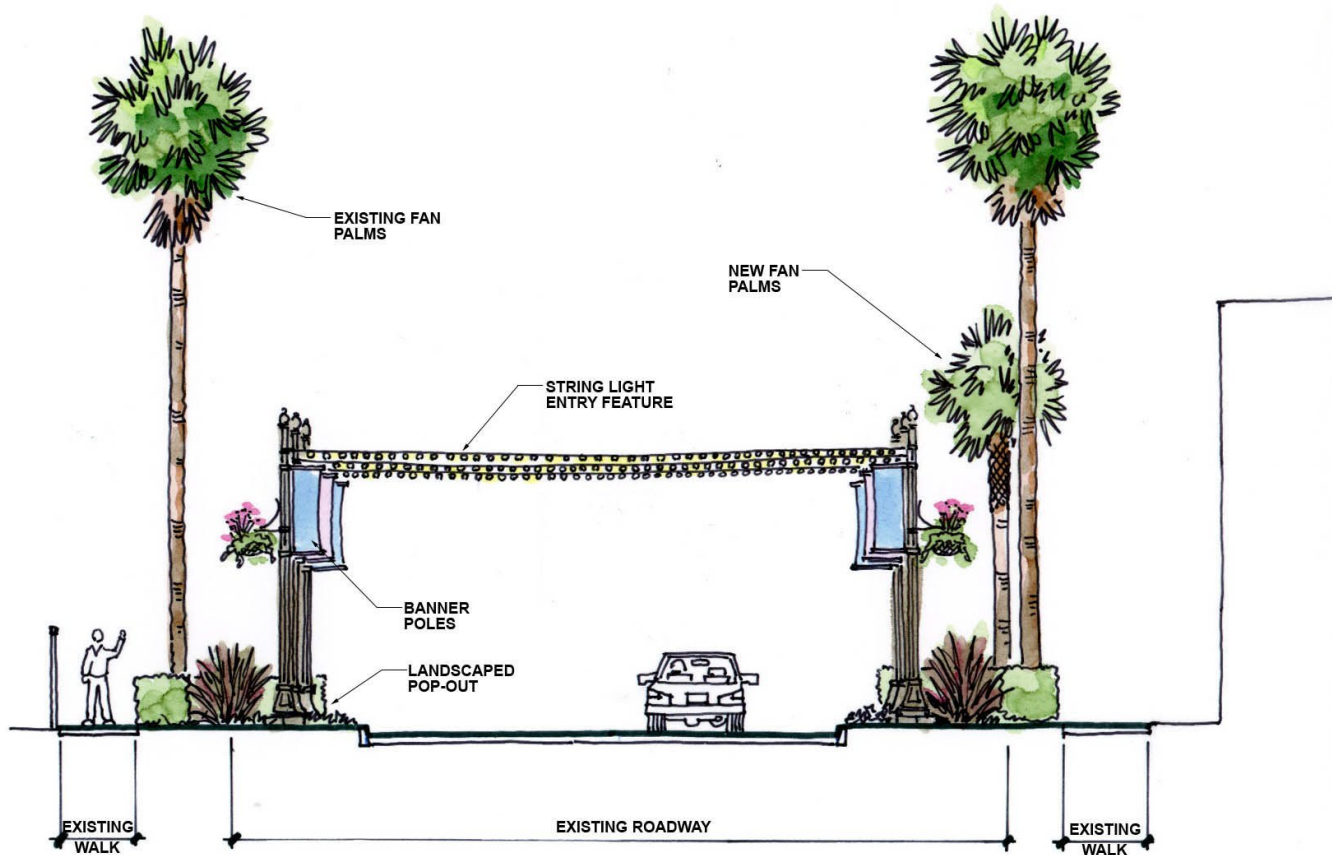 EXISTING FAN
PALMS
NEW FAN
PALMS
STRING LIGHT
ENTRY FEATURE
BANNER
POLES
LANDSCAPED
POP-OUT
EXISTING
WALK
EXISTING ROADWAY
EXISTING
WALK